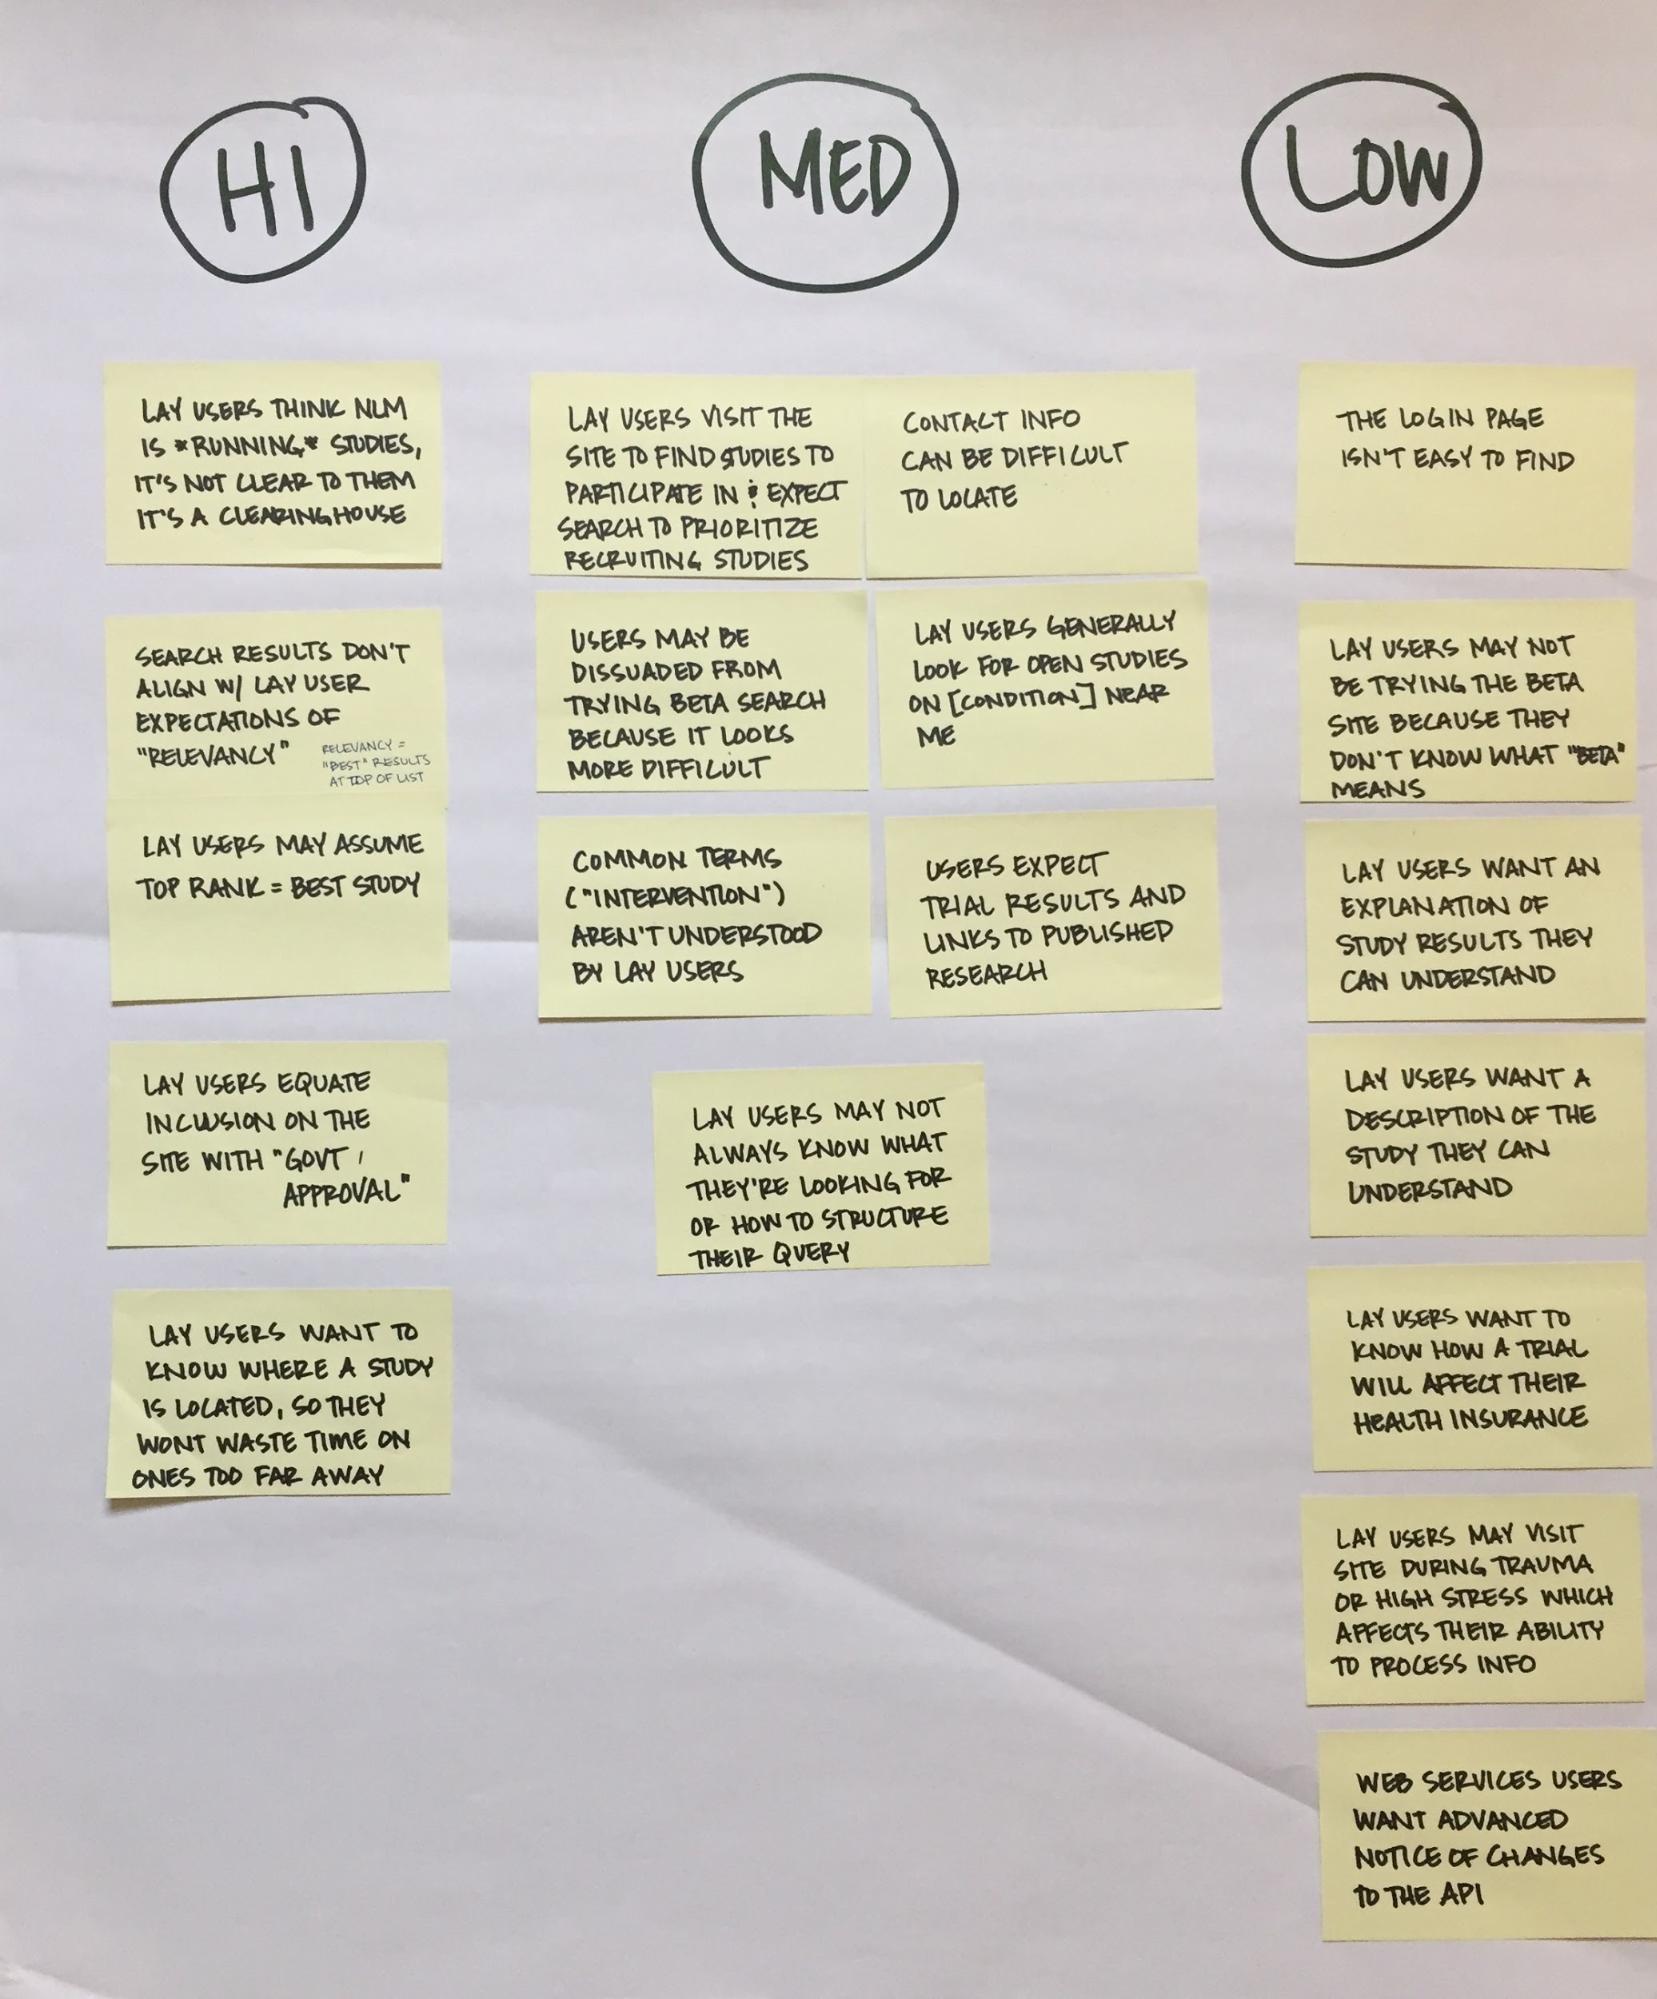 HI
LAY USERS THINK NLM
IS *RUNNING* STUDIES,
IT'S NOT CLEAR TO THEM
IT'S A CLEARINGHOUSE
SEARCH RESULTS DON'T
ALIGN W/ LAY USER
EXPECTATIONS OF
"RELEVANCY"
RELEVANCY =
"BEST" RESULTS
AT TOP OF LIST
LAY USERS MAY ASSUME
TOP RANK = BEST STUDY
LAY USERS EQUATE
INCLUSION ON THE
SITE WITH "GOVT
APPROVAL"
LAY USERS WANT TO
KNOW WHERE A STUDY
IS LOCATED, SO THEY
WONT WASTE TIME ON
ONES TOO FAR AWAY
MED
LAY USERS VISIT THE
SITE TO FIND STUDIES TO
PARTICIPATE IN & EXPECT
SEARCH TO PRIORITIZE
RECRUITING STUDIES
CONTACT INFO
CAN BE DIFFICULT
TO LOCATE
USERS MAY BE
DISSUADED FROM
TRYING BETA SEARCH
BECAUSE IT LOOKS
MORE DIFFICULT
LAY USERS GENERALLY
LOOK FOR OPEN STUDIES
ON [CONDITION] NEAR
ME
COMMON TERMS
("INTERVENTION")
AREN'T UNDERSTOOD
BY LAY USERS
USERS EXPECT
TRIAL RESULTS AND
LINKS TO PUBLISHED
RESEARCH
LAY USERS MAY NOT
ALWAYS KNOW WHAT
THEY'RE LOOKING FOR
OR HOW TO STRUCTURE
THEIR QUERY
LOW
THE LOGIN PAGE
ISN'T EASY TO FIND
LAY USERS MAY NOT
BE TRYING THE BETA
SITE BECAUSE THEY
DON'T KNOW WHAT "BETA"
MEANS
LAY USERS WANT AN
EXPLANATION OF
STUDY RESULTS THEY
CAN UNDERSTAND
LAY USERS WANT A
DESCRIPTION OF THE
STUDY THEY CAN
UNDERSTAND
LAY USERS WANT TO
KNOW HOW A TRIAL
WILL AFFECT THEIR
HEALTH INSURANCE
LAY USERS MAY VISIT
SITE DURING TRAUMA
OR HIGH STRESS WHICH
AFFECTS THEIR ABILITY
TO PROCESS INFO
WEB SERVICES USERS
WANT ADVANCED
NOTICE OF CHANGES
TO THE API